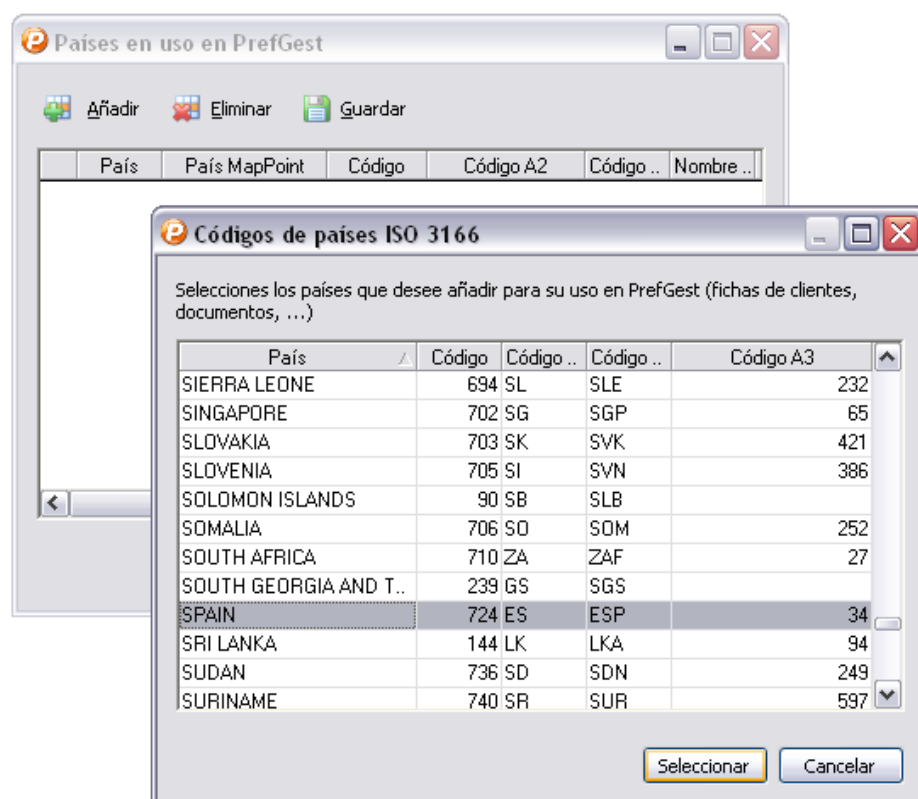 Países en uso en PrefGest
Añadir Eliminar Guardar
País País MapPoint Código Código A2 Código .. Nombre ..
Códigos de países ISO 3166
Selecciones los países que desee añadir para su uso en PrefGest (fichas de clientes,
documentos, ...)
País Código Código .. Código .. Código A3
SIERRA LEONE 694 SL SLE 232
SINGAPORE 702 SG SGP 65
SLOVAKIA 703 SK SVK 421
SLOVENIA 705 SI SVN 386
SOLOMON ISLANDS 90 SB SLB
SOMALIA 706 SO SOM 252
SOUTH AFRICA 710 ZA ZAF 27
SOUTH GEORGIA AND T.. 239 GS SGS
SPAIN 724 ES ESP 34
SRI LANKA 144 LK LKA 94
SUDAN 736 SD SDN 249
SURINAME 740 SR SUR 597
Seleccionar Cancelar